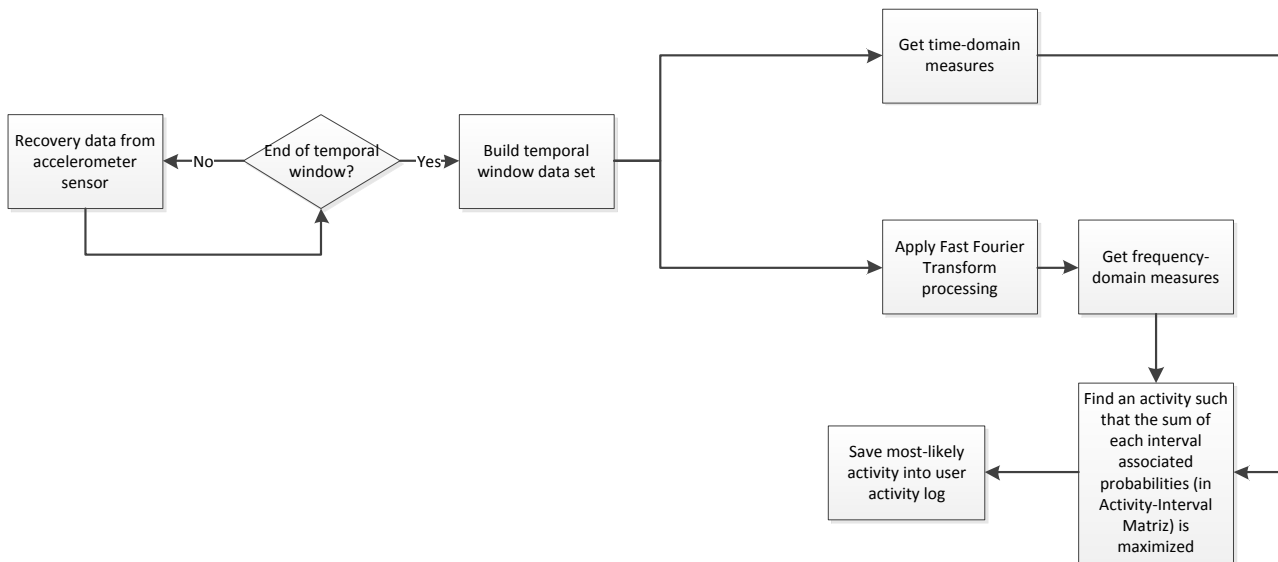 Recovery data from
accelerometer
sensor
No
End of temporal
window?
Yes
Build temporal
window data set
Get time-domain
measures
Apply Fast Fourier
Transform
processing
Get frequency-
domain measures
Find an activity such
that the sum of
each interval
associated
probabilities (in
Activity-Interval
Matriz) is
maximized
Save most-likely
activity into user
activity log